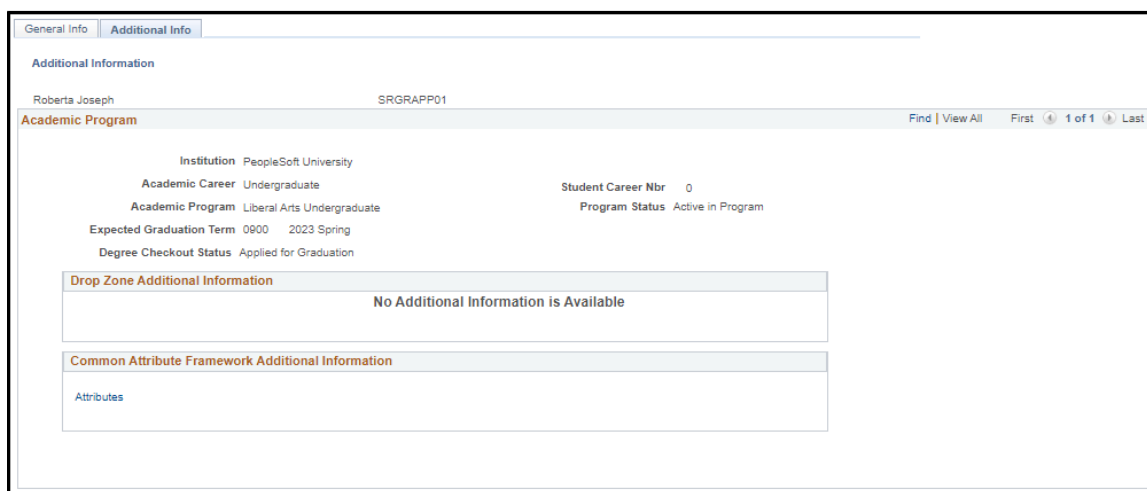 General Info Additional Info
Additional Information
Roberta Joseph SRGRAPP01
Academic Program Find | View All First 1 of 1 Last
Institution PeopleSoft University
Academic Career Undergraduate Student Career Nbr 0
Academic Program Liberal Arts Undergraduate Program Status Active in Program
Expected Graduation Term 0900 2023 Spring
Degree Checkout Status Applied for Graduation
Drop Zone Additional Information
No Additional Information is Available
Common Attribute Framework Additional Information
Attributes